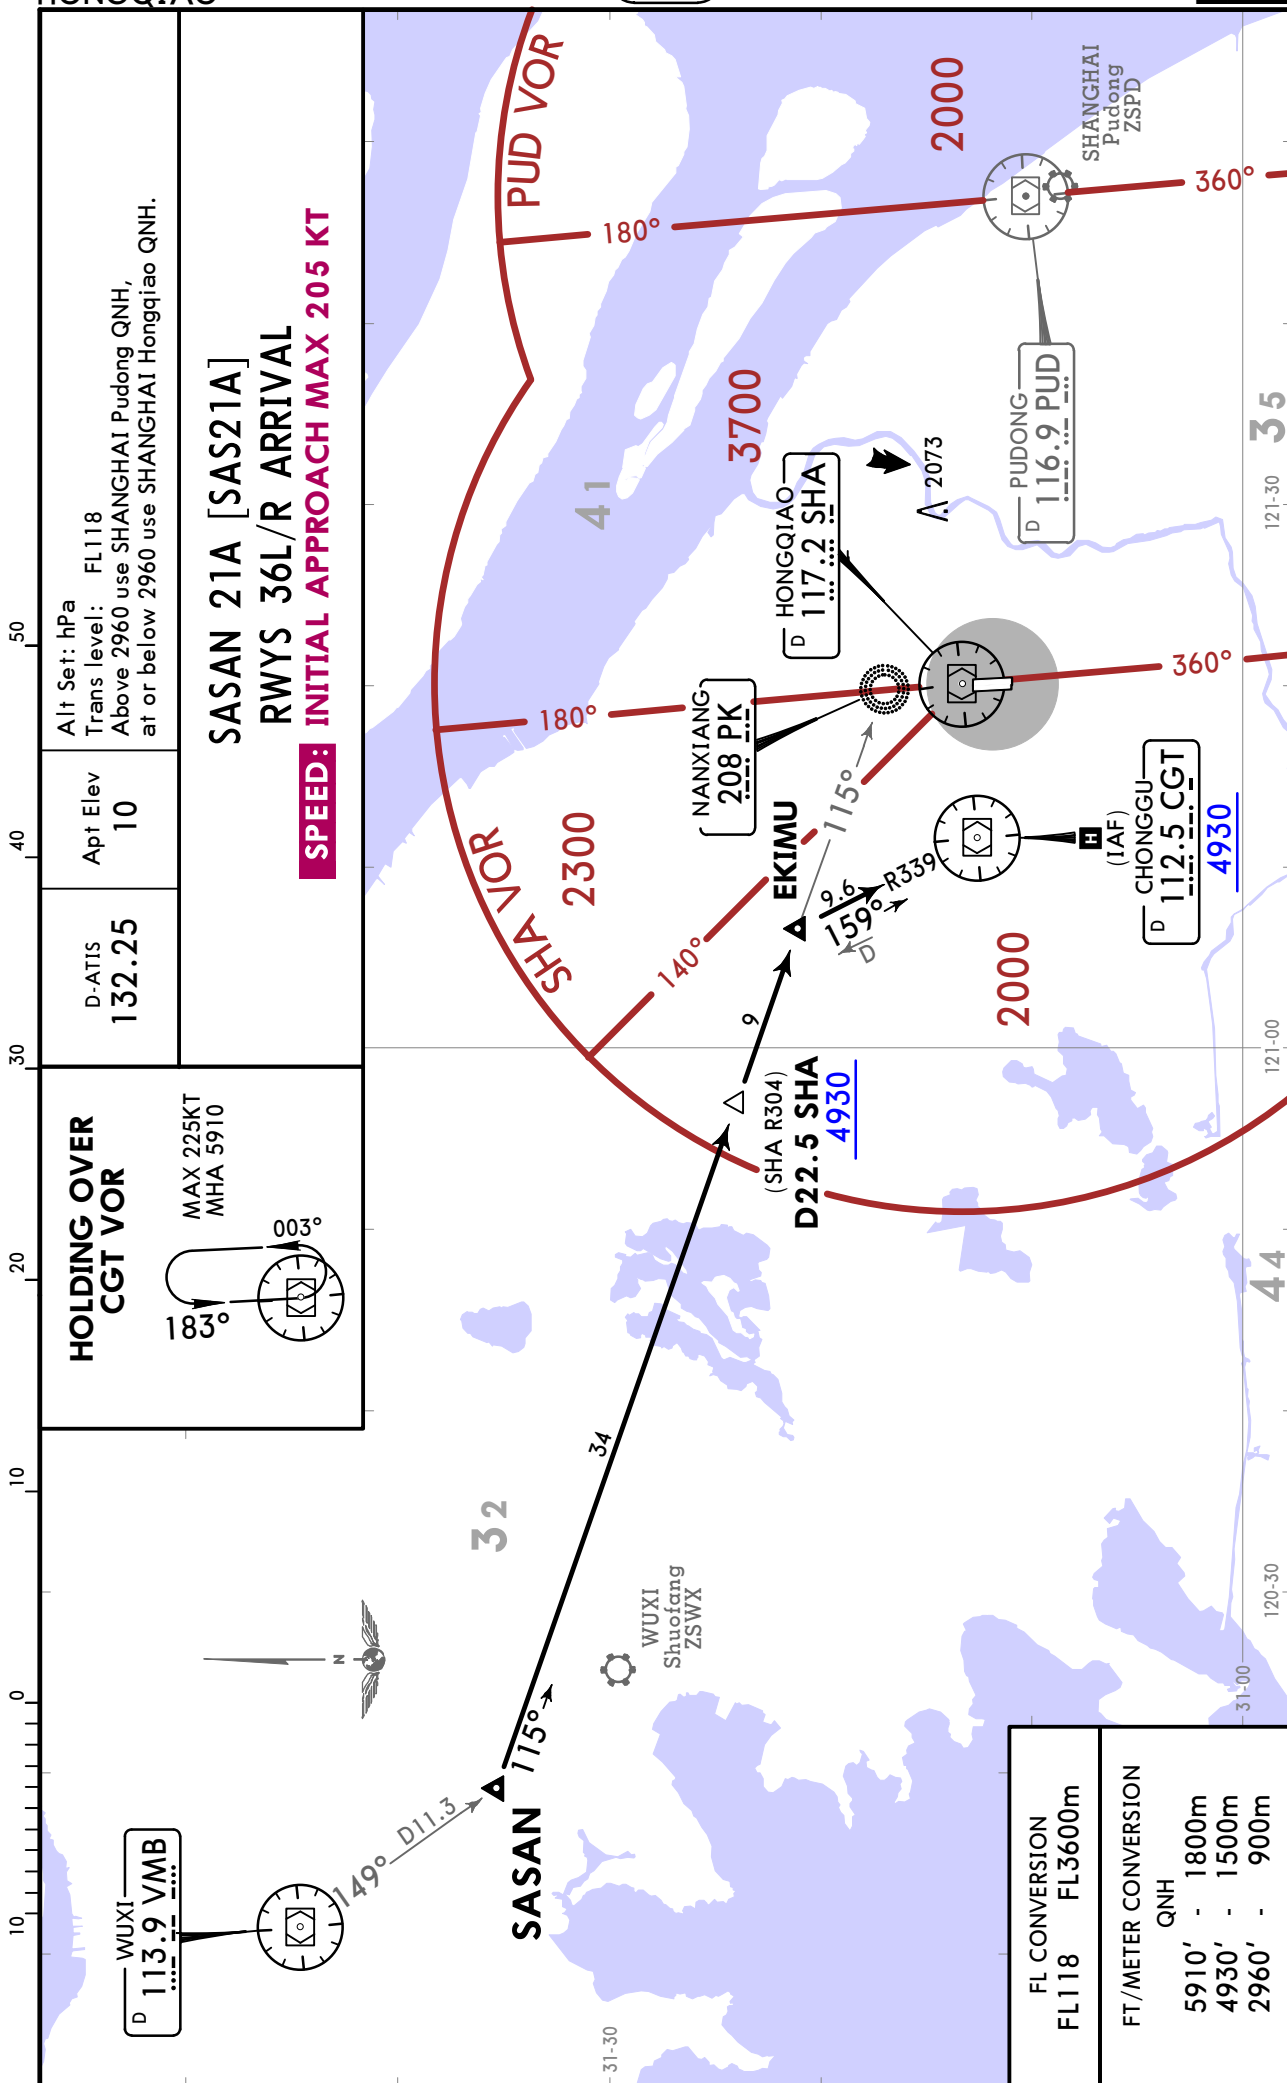 D-ATIS
132.25
Apt Elev
10
Alt Set: hPa
Trans level: FL118
Above 2960 use SHANGHAI Pudong QNH,
at or below 2960 use SHANGHAI Hongqiao QNH.
SASAN 21A [SAS21A]
RWYS 36L/R ARRIVAL
SPEED: INITIAL APPROACH MAX 205 KT
HOLDING OVER
CGT VOR
MAX 225KT
MHA 5910
003°
183°
10
0
10
20
30
40
50
WUXI
D 113.9 VMB
149°
D11.3
SASAN
115°
34
32
WUXI
Shuofang
ZSWX
(SHA R304)
D22.5 SHA
4930
9
EKIMU
115°
9.6
159°
R339
D
SHA VOR
140°
2300
180°
NANXIANG
208 PK
HONGQIAO
D 117.2 SHA
360°
2000
(IAF)
H
CHONGGU
D 112.5 CGT
4930
41
3700
2073
PUD VOR
180°
2000
PUDONG
D 116.9 PUD
SHANGHAI
Pudong
ZSPD
360°
35
44
31-30
31-00
120-30
121-00
121-30
N
FL CONVERSION
FL118 FL3600m
FT/METER CONVERSION
QNH
5910' - 1800m
4930' - 1500m
2960' - 900m